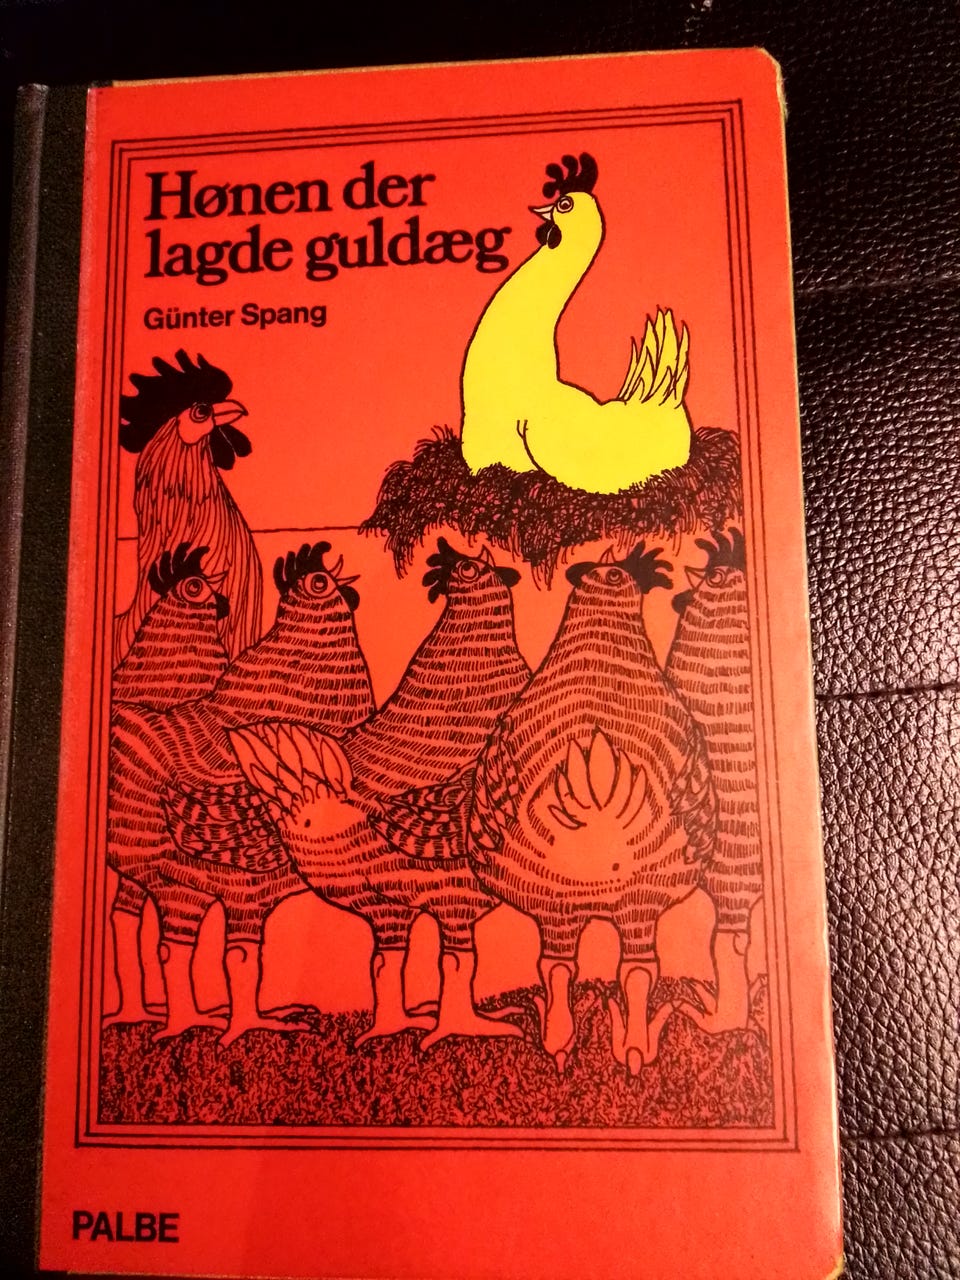 Hønen der
lagde guldæg
Günter Spang
PALBE